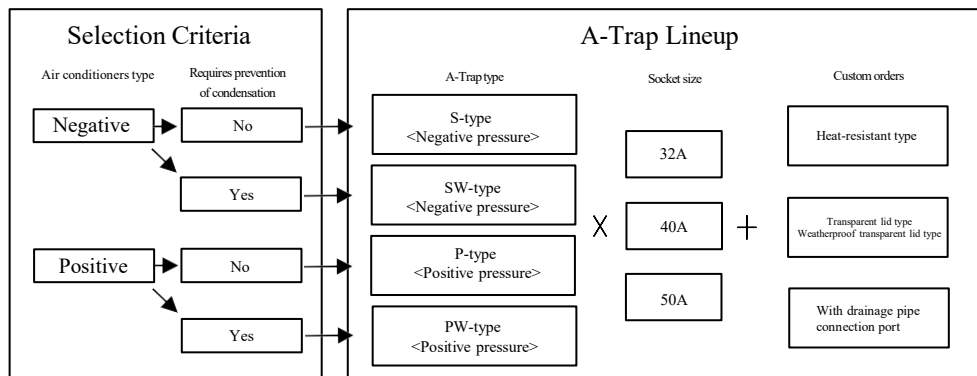 Selection Criteria
Air conditioners type
Requires prevention
of condensation
Negative
No
Yes
Positive
No
Yes
A-Trap Lineup
A-Trap type
S-type
<Negative pressure>
SW-type
<Negative pressure>
P-type
<Positive pressure>
PW-type
<Positive pressure>
×
Socket size
32A
40A
50A
+
Custom orders
Heat-resistant type
Transparent lid type
Weatherproof transparent lid type
With drainage pipe
connection port